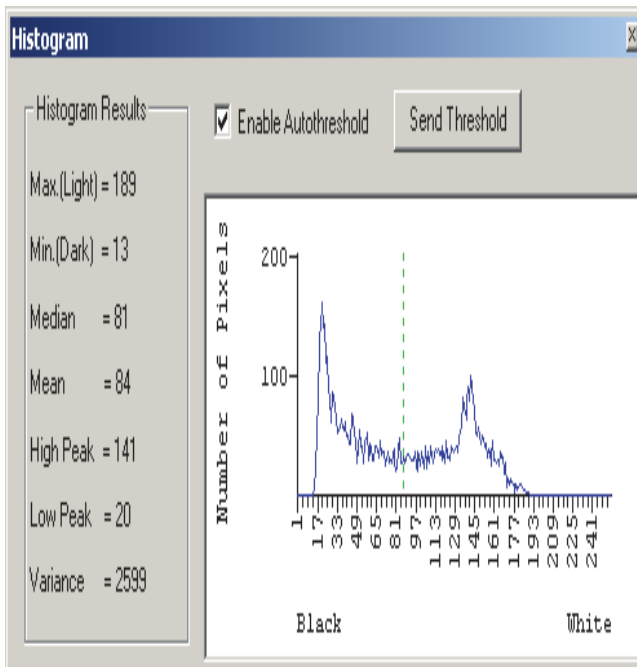 Histogram
Histogram Results
Max.(Light) = 189
Min.(Dark) = 13
Median = 81
Mean = 84
High Peak = 141
Low Peak = 20
Variance = 2599
Enable Autothreshold
Send Threshold
Number of Pixels
200
100
1 17 33 49 65 81 97 113 129 145 161 177 193 209 225 241
Black White